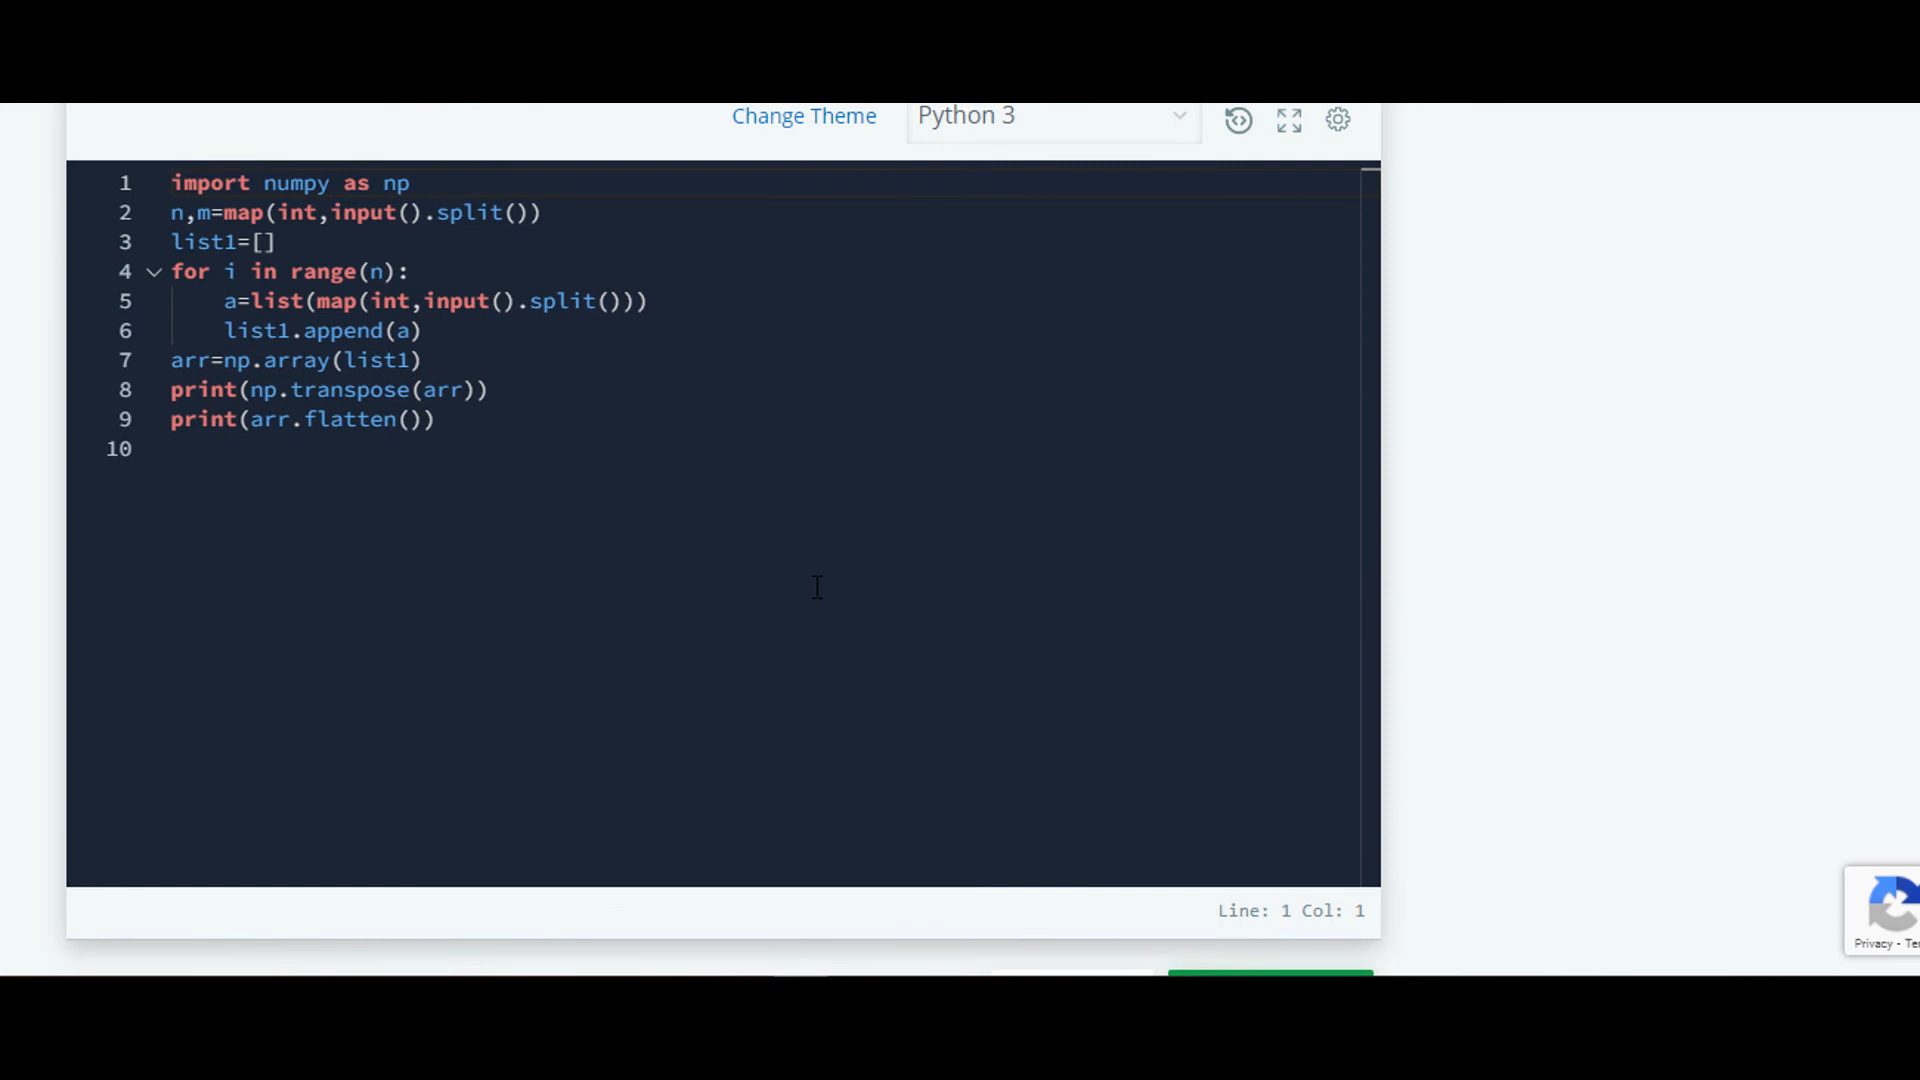 Change Theme Python 3
1 import numpy as np
2 n,m=map(int,input().split())
3 list1=[]
4 for i in range(n):
5     a=list(map(int,input().split()))
6     list1.append(a)
7 arr=np.array(list1)
8 print(np.transpose(arr))
9 print(arr.flatten())
10
Line: 1 Col: 1
Privacy - Ter